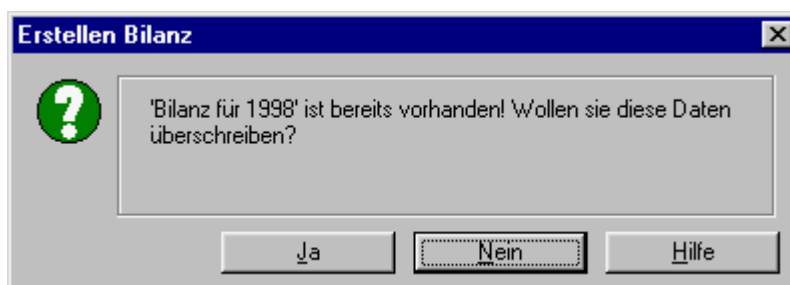 Erstellen Bilanz
'Bilanz für 1998' ist bereits vorhanden! Wollen sie diese Daten
überschreiben?
Ja Nein Hilfe